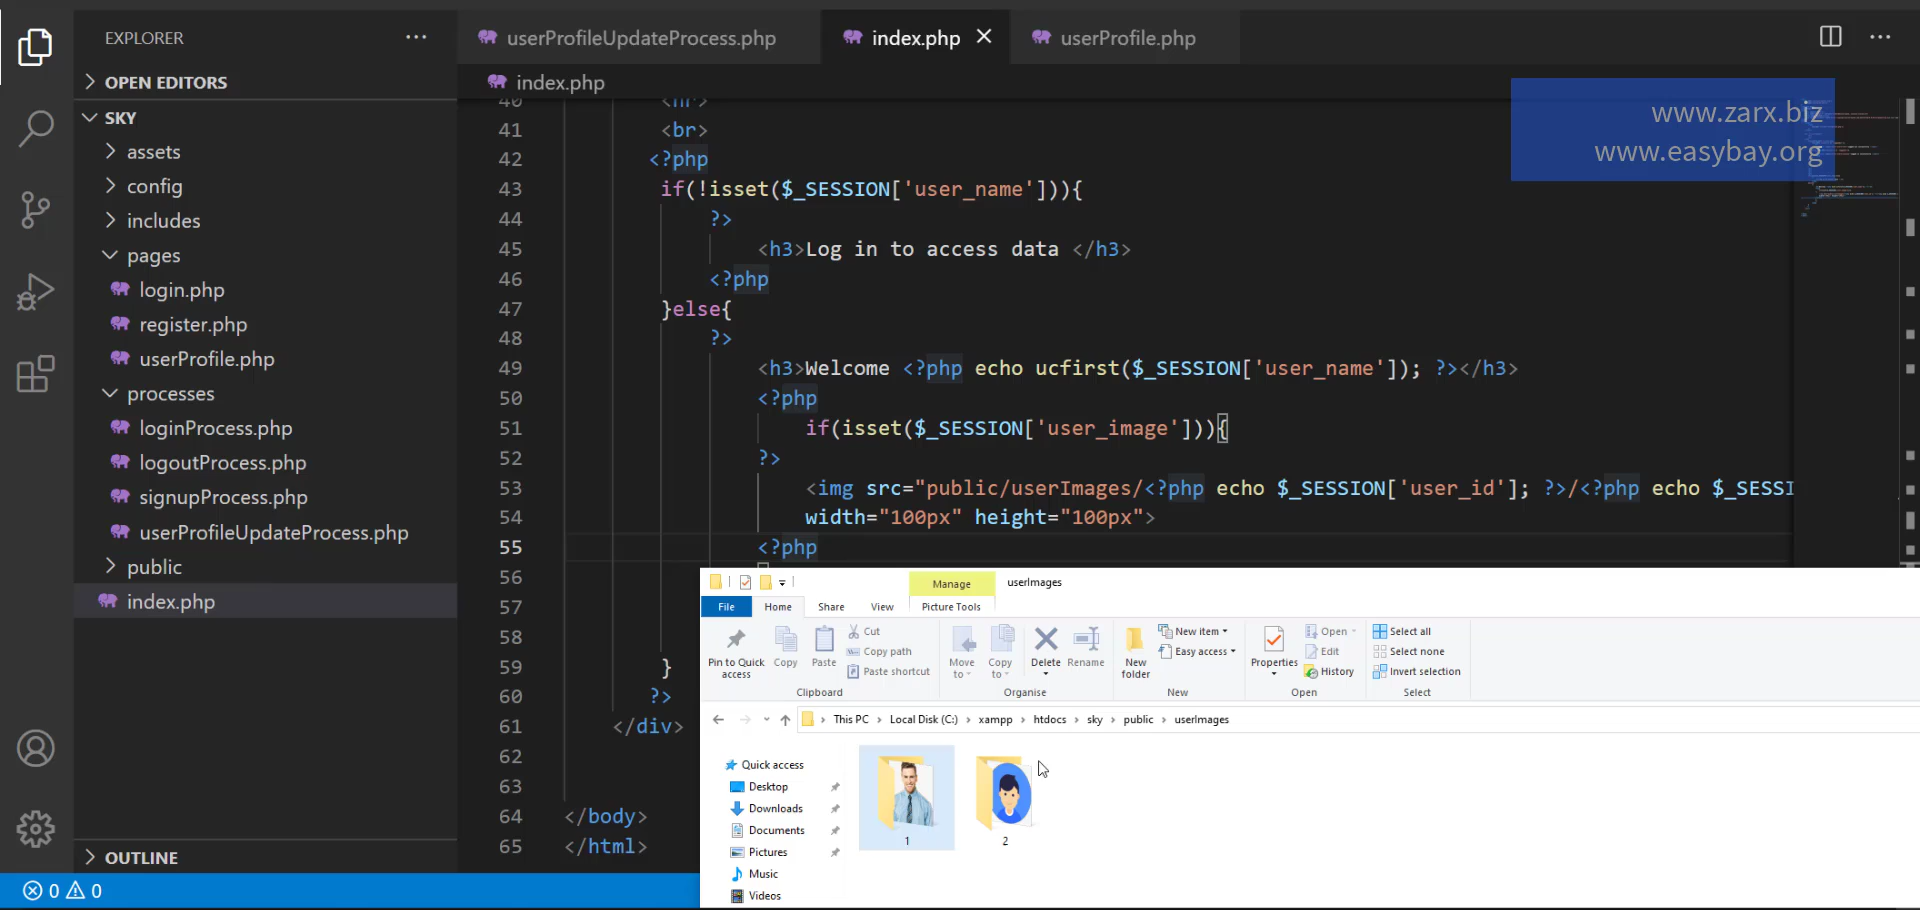 EXPLORER
OPEN EDITORS
SKY
assets
config
includes
pages
login.php
register.php
userProfile.php
processes
loginProcess.php
logoutProcess.php
signupProcess.php
userProfileUpdateProcess.php
public
index.php
OUTLINE
0 0
userProfileUpdateProcess.php index.php userProfile.php
index.php
www.zarx.biz
www.easybay.org
40 <hr>
41 <br>
42 <?php
43 if(!isset($_SESSION['user_name'])){
44 ?>
45 <h3>Log in to access data </h3>
46 <?php
47 }else{
48 ?>
49 <h3>Welcome <?php echo ucfirst($_SESSION['user_name']); ?></h3>
50 <?php
51 if(isset($_SESSION['user_image'])){
52 ?>
53 <img src="public/userImages/<?php echo $_SESSION['user_id']; ?>/<?php echo $_SESSI
54 width="100px" height="100px">
55 <?php
56
57
58
59 }
60 ?>
61 </div>
62
63
64 </body>
65 </html>
Manage userImages
File Home Share View Picture Tools
Pin to Quick access
Copy
Paste
Cut
Copy path
Paste shortcut
Clipboard
Move to
Copy to
Delete
Rename
Organise
New folder
New item
Easy access
New
Properties
Open
Edit
History
Open
Select all
Select none
Invert selection
Select
This PC > Local Disk (C:) > xampp > htdocs > sky > public > userImages
Quick access
Desktop
Downloads
Documents
Pictures
Music
Videos
1 2